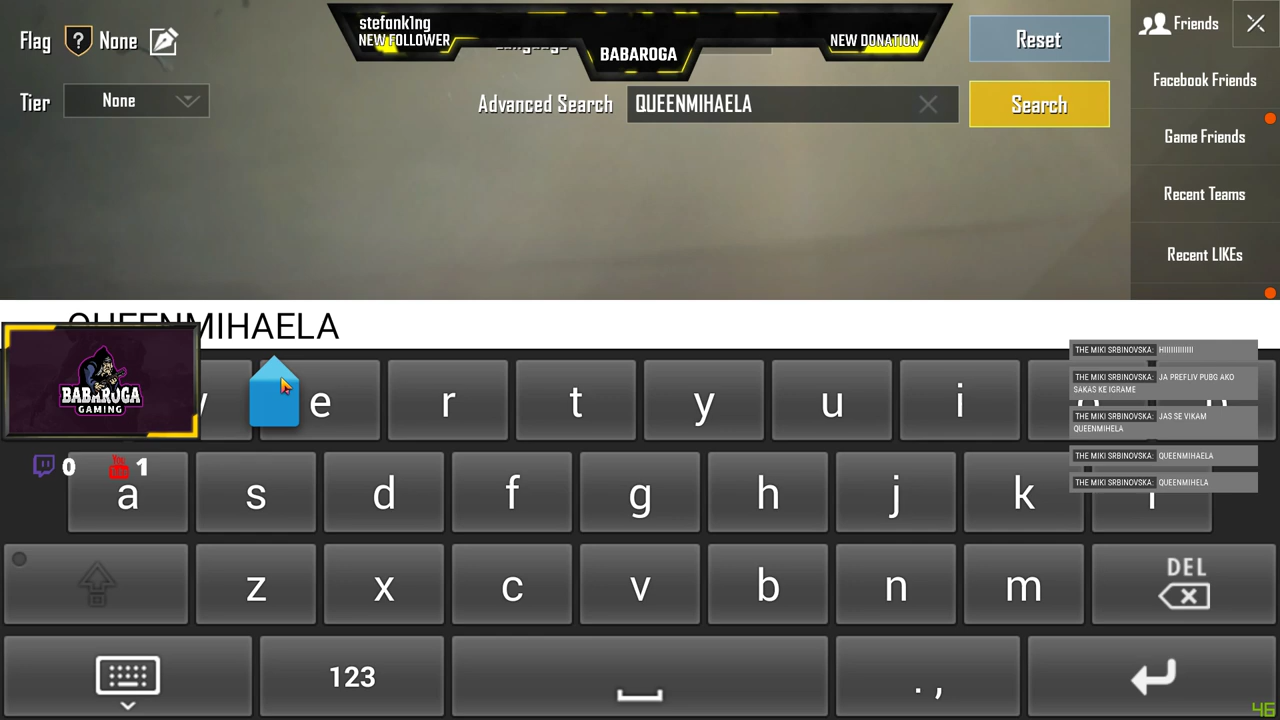 Flag ? None
stefank1ng
NEW FOLLOWER
BABAROGA
NEW DONATION
Reset
Friends
Tier None
Advanced Search QUEENMIHAELA
Search
Facebook Friends
Game Friends
Recent Teams
Recent LIKEs
QUEENMIHAELA
BABAROGA
GAMING
e r t y u i
THE MIKI SRBINOVSKA: HIIIIIIIIIIIII
THE MIKI SRBINOVSKA: JA PREFLIV PUBG AKO
SAKAS KE IGRAME
THE MIKI SRBINOVSKA: JAS SE VIKAM
QUEENMIHELA
THE MIKI SRBINOVSKA: QUEENMIHAELA
THE MIKI SRBINOVSKA: QUEENMIHELA
0 1
a s d f g h j k
z x c v b n m DEL
123 . ,
46